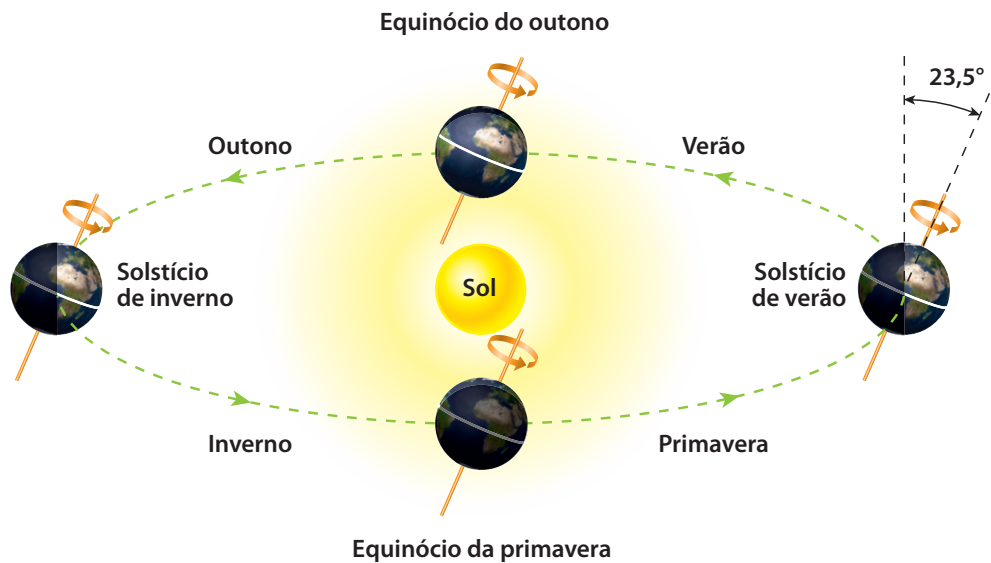 Equinócio do outono
23,5°
Outono
Verão
Solstício
de inverno
Sol
Solstício
de verão
Inverno
Primavera
Equinócio da primavera